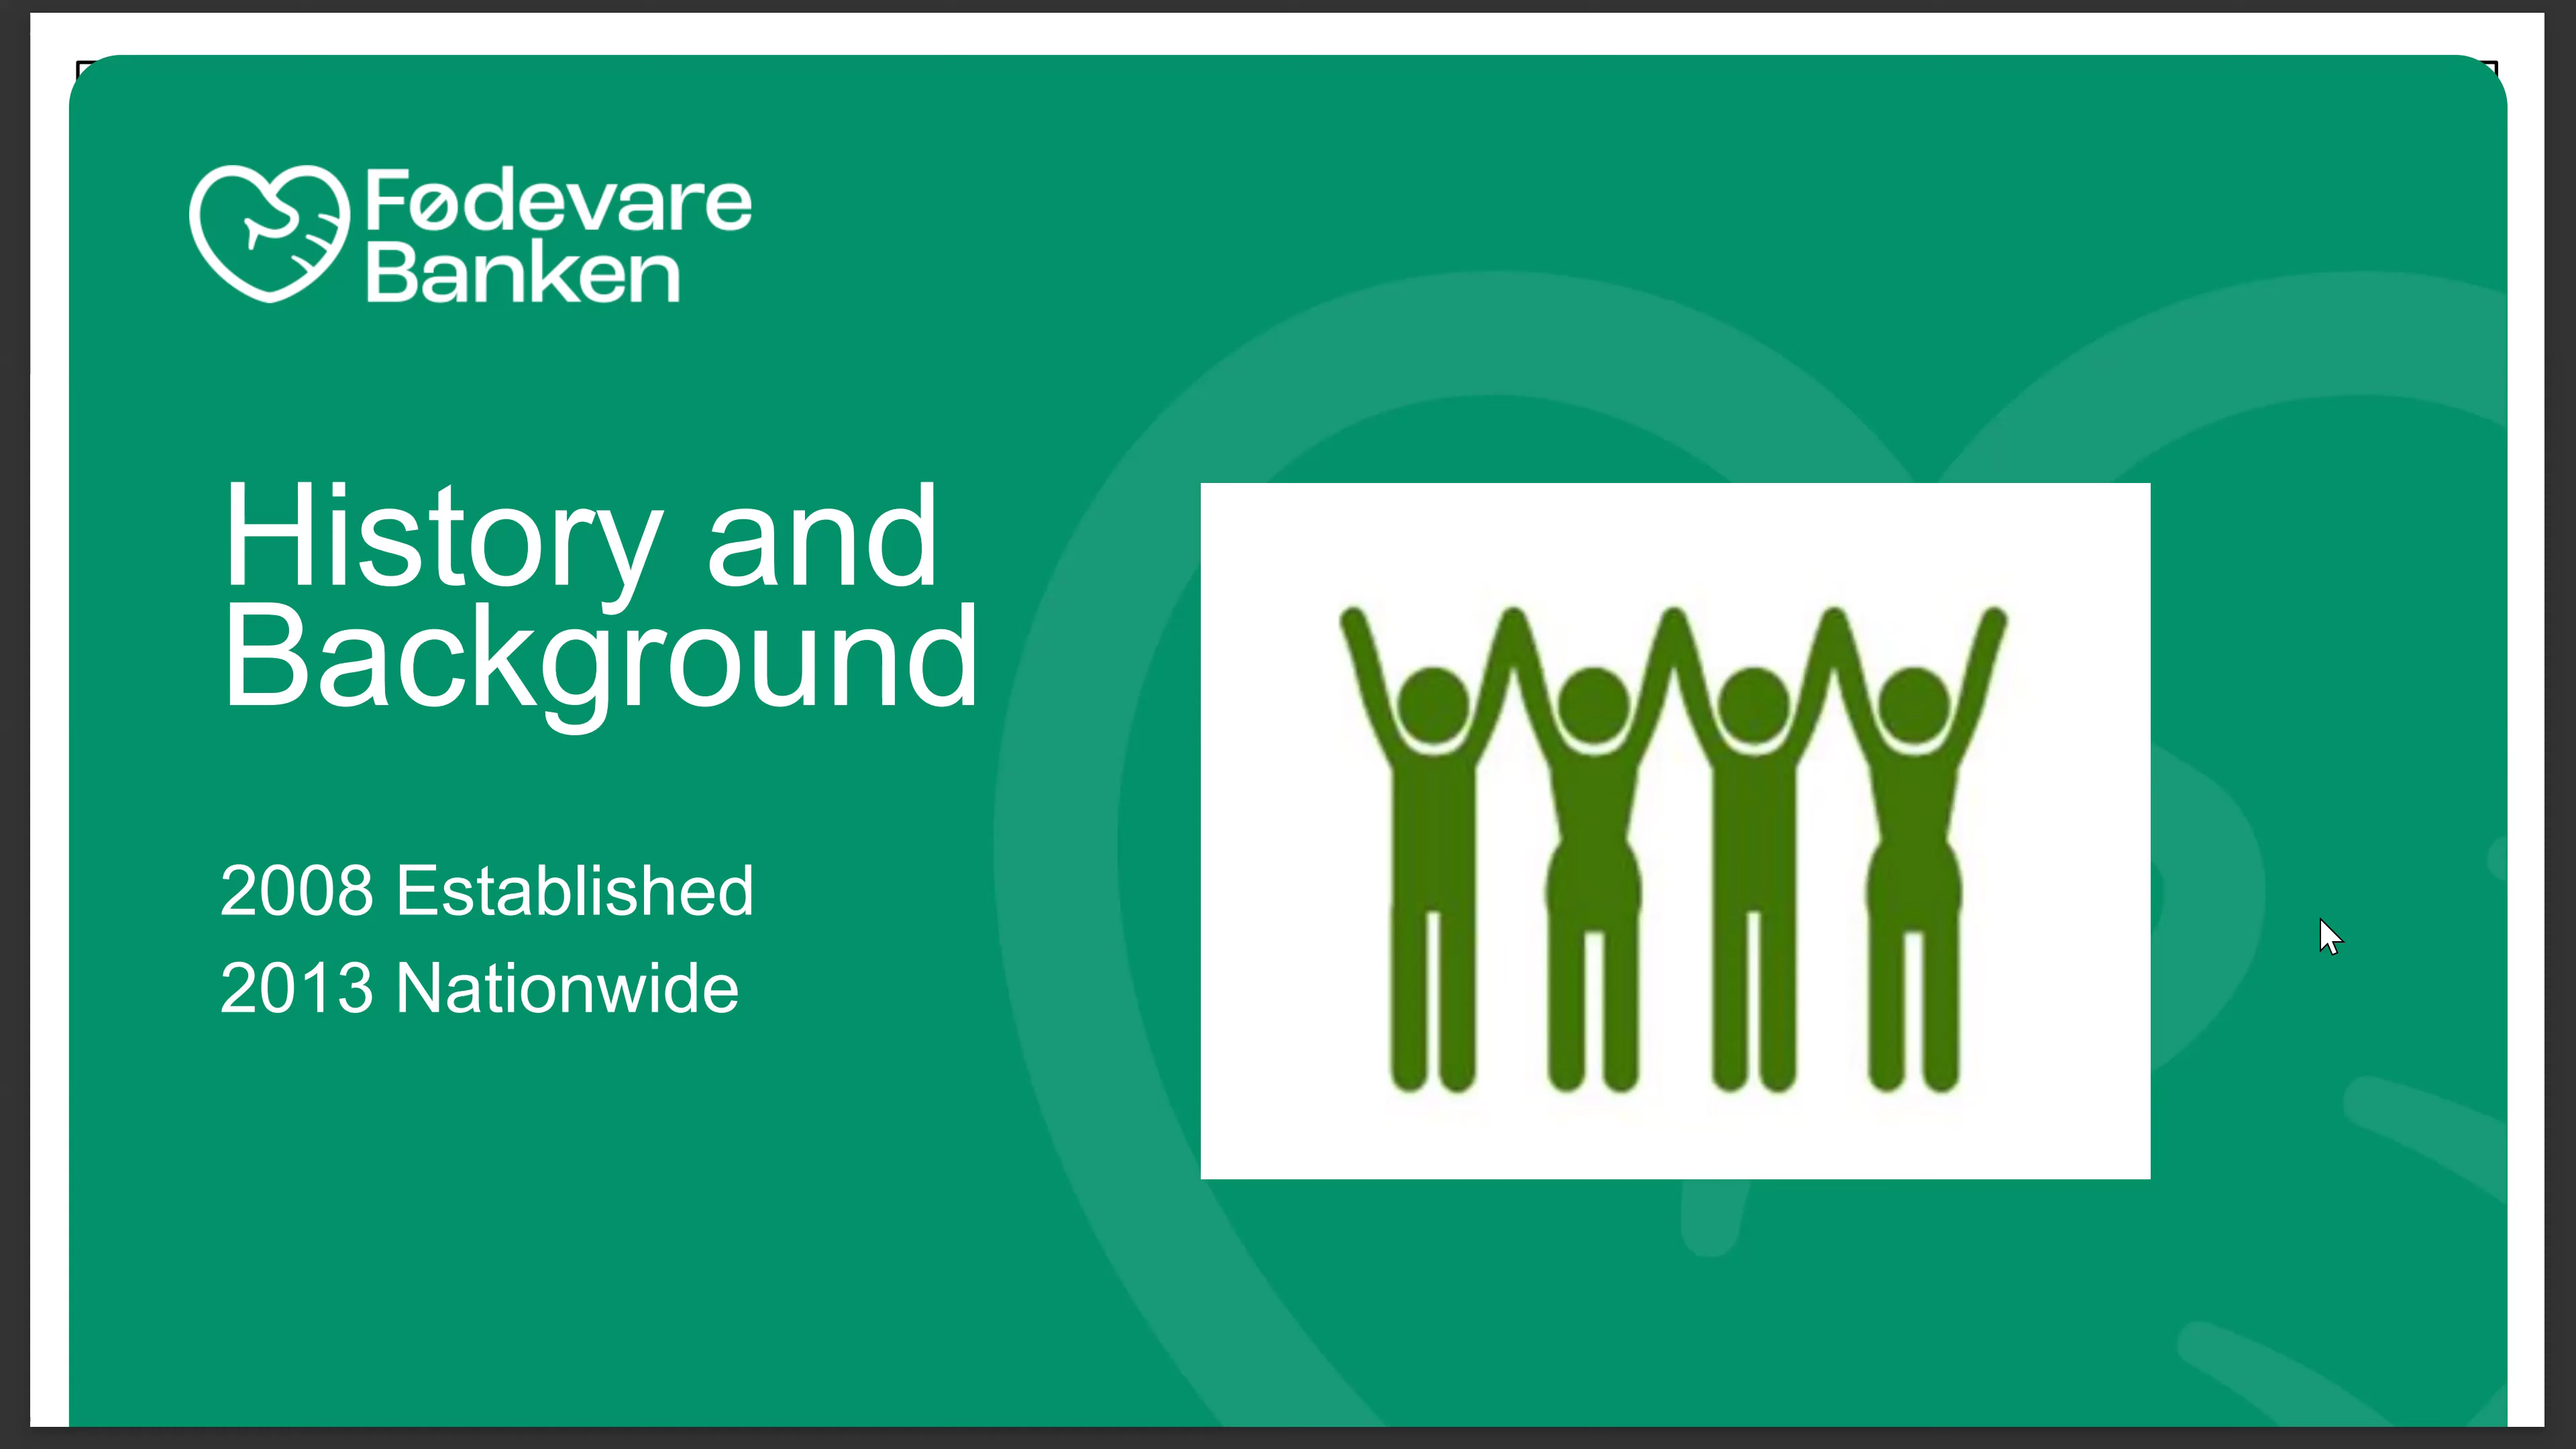 Fødevare
Banken
History and
Background
2008 Established
2013 Nationwide